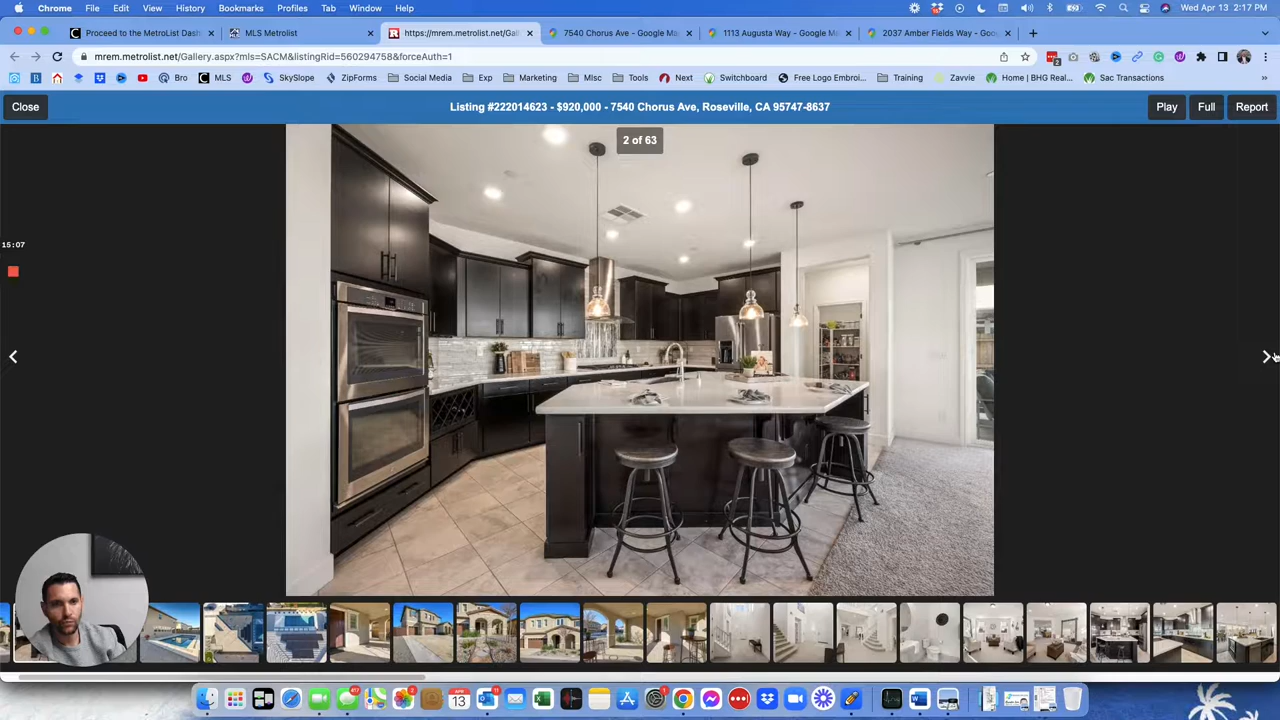 Chrome File Edit View History Bookmarks Profiles Tab Window Help
Wed Apr 13 2:17 PM
Proceed to the MetroList Dash
MLS Metrolist
https://mrem.metrolist.net/Gal
7540 Chorus Ave - Google Ma
1113 Augusta Way - Google M
2037 Amber Fields Way - Goo
mrem.metrolist.net/Gallery.aspx?mls=SACM&listingRid=560294758&forceAuth=1
Bro MLS SkySlope ZipForms Social Media Exp Marketing MIsc Tools Next Switchboard Free Logo Embroi... Training Zavvie Home | BHG Real... Sac Transactions
Close
Listing #222014623 - $920,000 - 7540 Chorus Ave, Roseville, CA 95747-8637
Play Full Report
2 of 63
15:07
APR
13